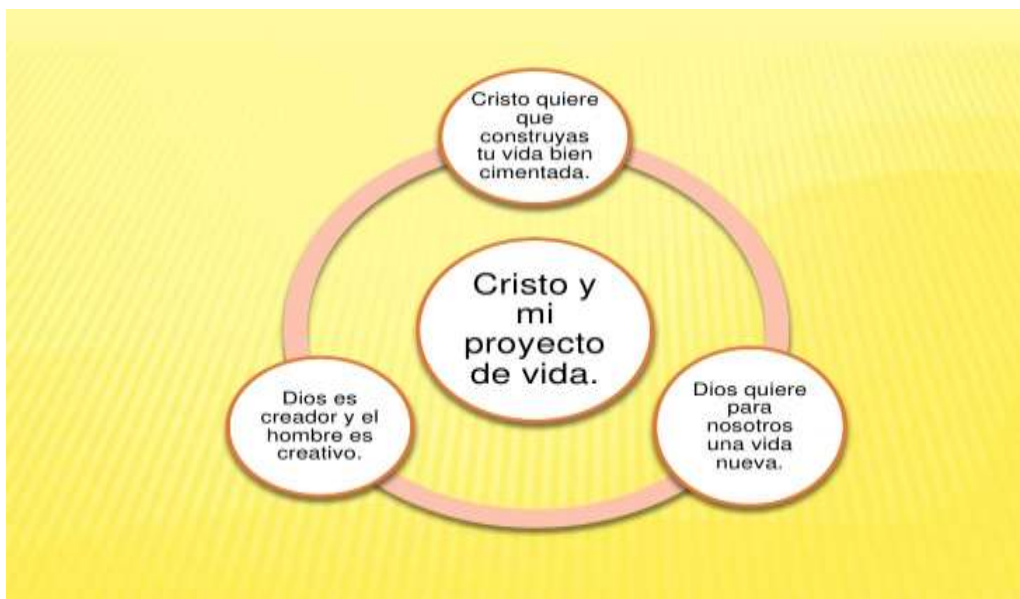 Cristo quiere
que
construyas
tu vida bien
cimentada.
Cristo y
mi
proyecto
de vida.
Dios es
creador y el
hombre es
creativo.
Dios quiere
para
nosotros
una vida
nueva.